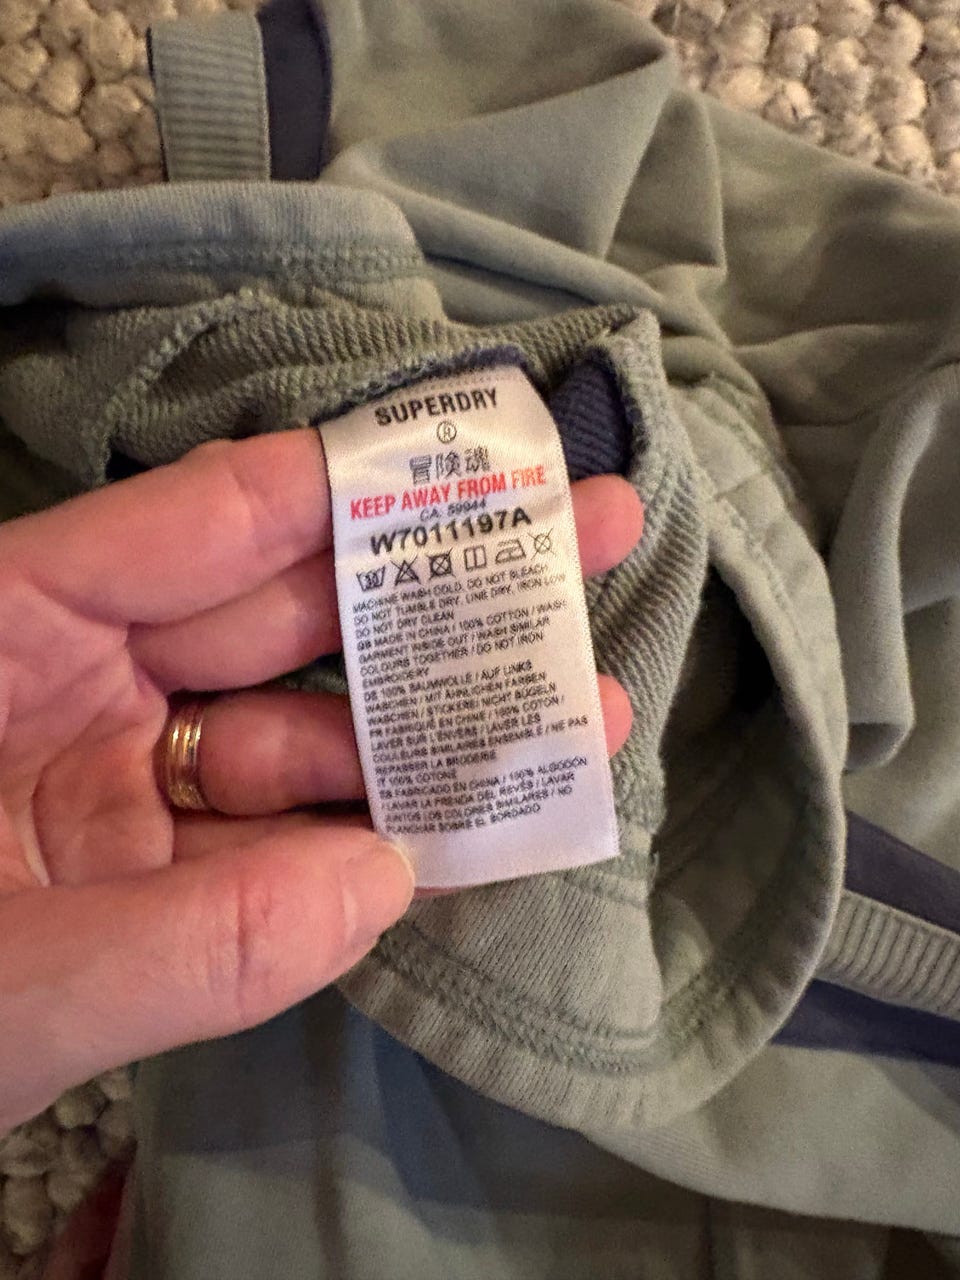 SUPERDRY
®
冒険魂
KEEP AWAY FROM FIRE
CA. 59944
W7011197A
30
MACHINE WASH COLD, DO NOT BLEACH,
DO NOT TUMBLE DRY, LINE DRY, IRON LOW
DO NOT DRY CLEAN
GB MADE IN CHINA / 100% COTTON / WASH
GARMENT INSIDE OUT / WASH SIMILAR
COLOURS TOGETHER / DO NOT IRON
EMBROIDERY
DE 100% BAUMWOLLE / AUF LINKS
WASCHEN / MIT ÄHNLICHEN FARBEN
WASCHEN / STICKEREI NICHT BÜGELN
FR FABRIQUÉ EN CHINE / 100% COTON /
LAVER SUR L'ENVERS / LAVER LES
COULEURS SIMILAIRES ENSEMBLE / NE PAS
REPASSER LA BRODERIE
IT 100% COTONE
ES FABRICADO EN CHINA / 100% ALGODÓN
/ LAVAR LA PRENDA DEL REVÉS / LAVAR
JUNTOS LOS COLORES SIMILARES / NO
PLANCHAR SOBRE EL BORDADO